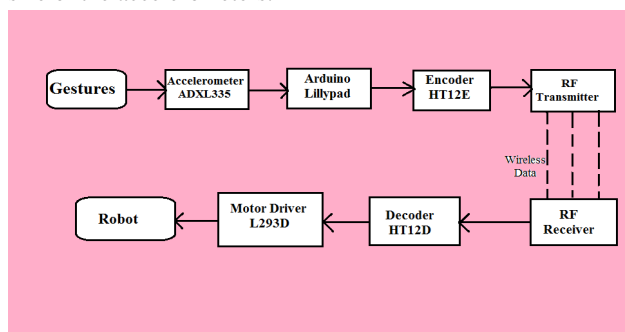 Gestures
Accelerometer
ADXL335
Arduino
Lillypad
Encoder
HT12E
RF
Transmitter
Wireless
Data
Robot
Motor Driver
L293D
Decoder
HT12D
RF
Receiver